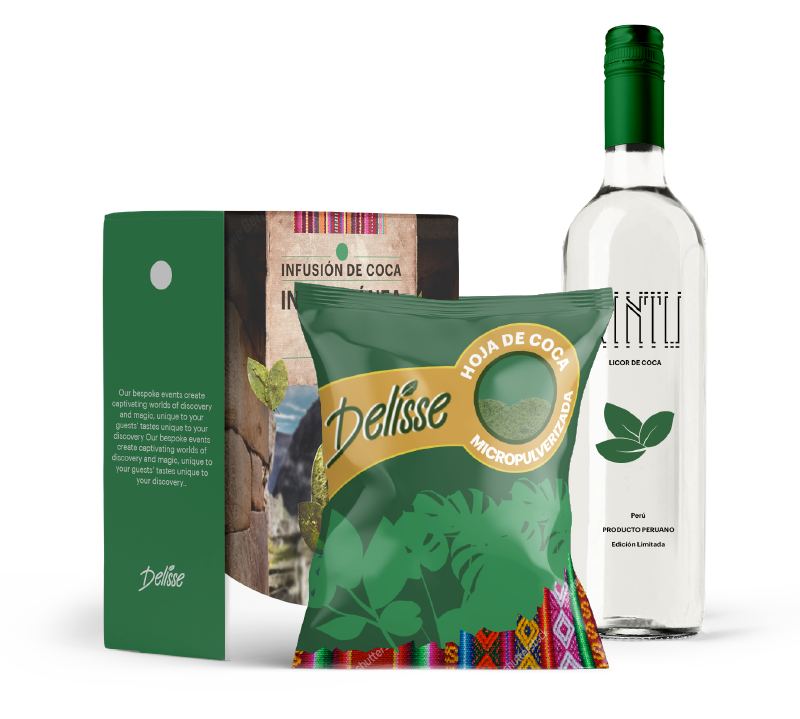 INFUSIÓN DE COCA
Our bespoke events create
captivating worlds of discovery
and magic, unique to your
guests' tastes unique to your
discovery Our bespoke events
create captivating worlds of
discovery and magic, unique to
your guests' tastes unique to
your discovery..
Delisse
HOJA DE COCA
Delisse
MICROPULVERIZADA
LICOR DE COCA
Perú
PRODUCTO PERUANO
Edición Limitada